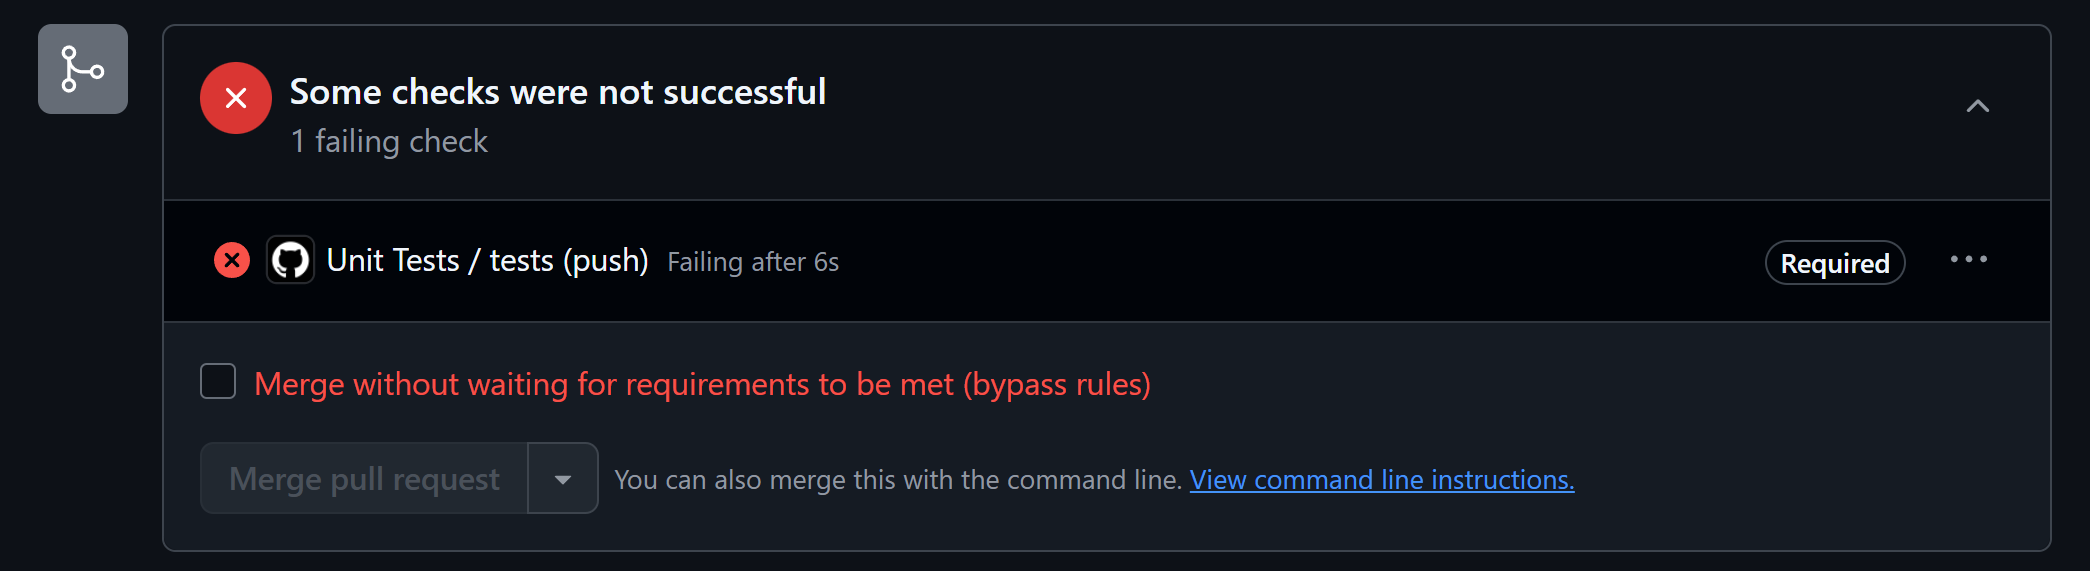 Some checks were not successful
1 failing check
Unit Tests / tests (push) Failing after 6s Required
Merge without waiting for requirements to be met (bypass rules)
Merge pull request You can also merge this with the command line. View command line instructions.